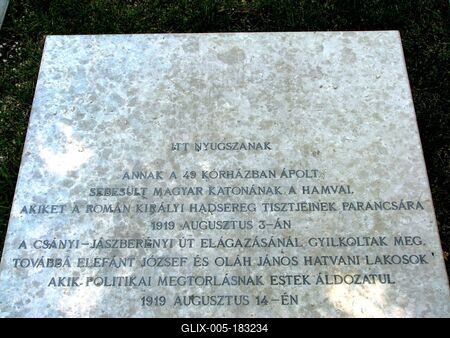 ITT NYUGSZANAK
ANNAK A 49 KÓRHÁZBAN ÁPOLT,
SEBESÜLT MAGYAR KATONÁNAK A HAMVAI,
AKIKET A ROMÁN KIRÁLYI HADSEREG TISZTJEINEK PARANCSÁRA
1919 AUGUSZTUS 3-ÁN
A CSÁNYI-JÁSZBERÉNYI ÚT ELÁGAZÁSÁNÁL GYILKOLTAK MEG,
TOVÁBBÁ ELEFÁNT JÓZSEF ÉS OLÁH JÁNOS HATVANI LAKOSOK
AKIK POLITIKAI MEGTORLÁSNAK ESTEK ÁLDOZATUL
1919 AUGUSZTUS 14-ÉN
UIX-005-183234